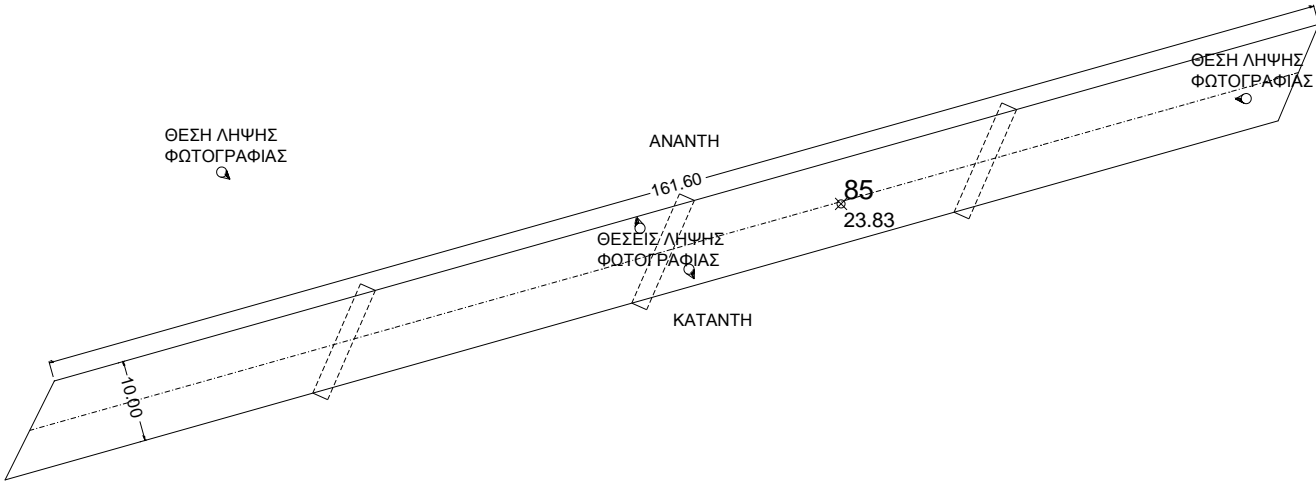 ΘΕΣΗ ΛΗΨΗΣ
ΦΩΤΟΓΡΑΦΙΑΣ
ΘΕΣΗ ΛΗΨΗΣ
ΦΩΤΟΓΡΑΦΙΑΣ
ΑΝΑΝΤΗ
161.60
85
23.83
ΘΕΣΕΙΣ ΛΗΨΗΣ
ΦΩΤΟΓΡΑΦΙΑΣ
ΚΑΤΑΝΤΗ
10.00